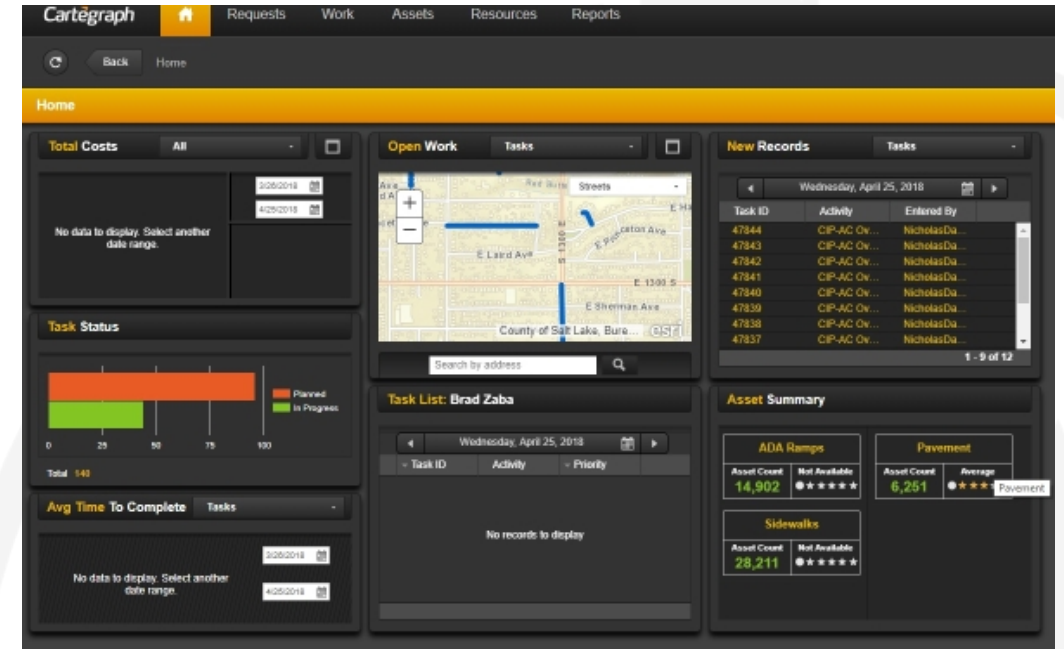 Cartēgraph Requests Work Assets Resources Reports
Back Home
Home
Total Costs All
3/26/2018
4/25/2018
No data to display. Select another
date range.
Task Status
Planned
In Progress
0 25 50 75 100
Total 140
Avg Time To Complete Tasks
3/26/2018
4/25/2018
No data to display. Select another
date range.
Open Work Tasks
Streets
+
−
E Laird Ave
S 1300 E
E 1300 S
E Sherman Ave
County of Salt Lake, Bure... esri
Search by address
Task List: Brad Zaba
Wednesday, April 25, 2018
Task ID Activity Priority
No records to display
New Records Tasks
Wednesday, April 25, 2018
Task ID Activity Entered By
47844 CIP-AC Ov... NicholasDa...
47843 CIP-AC Ov... NicholasDa...
47842 CIP-AC Ov... NicholasDa...
47841 CIP-AC Ov... NicholasDa...
47840 CIP-AC Ov... NicholasDa...
47839 CIP-AC Ov... NicholasDa...
47838 CIP-AC Ov... NicholasDa...
47837 CIP-AC Ov... NicholasDa...
1 - 9 of 12
Asset Summary
ADA Ramps
Asset Count Not Available
14,902
Pavement
Asset Count Average
6,251
Pavement
Sidewalks
Asset Count Not Available
28,211